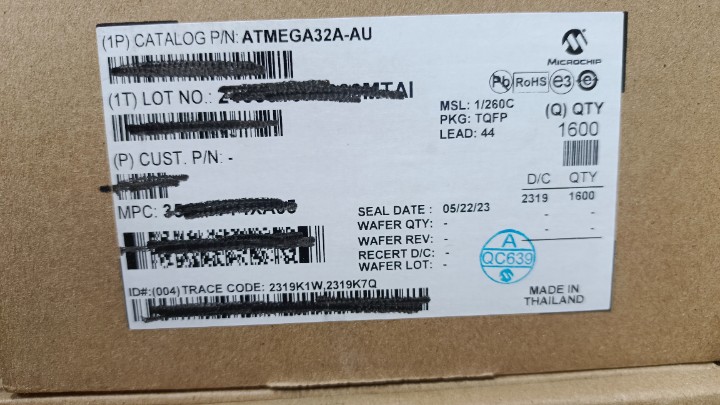 (1P) CATALOG P/N: ATMEGA32A-AU
MICROCHIP
Pb RoHS e3 e
(1T) LOT NO.:
MSL: 1/260C
PKG: TQFP
LEAD: 44
(Q) QTY
1600
(P) CUST. P/N: -
D/C QTY
2319 1600
- -
- -
MPC:
SEAL DATE : 05/22/23
WAFER QTY: -
WAFER REV: -
RECERT D/C: -
WAFER LOT: -
A
QC639
ID#:(004) TRACE CODE: 2319K1W,2319K7Q
MADE IN
THAILAND